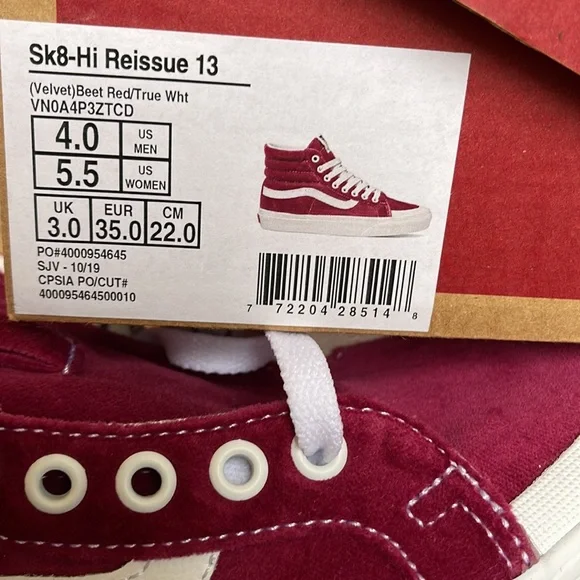 Sk8-Hi Reissue 13
(Velvet)Beet Red/True Wht
VN0A4P3ZTCD
4.0 US MEN
5.5 US WOMEN
UK EUR CM
3.0 35.0 22.0
PO#4000954645
SJV - 10/19
CPSIA PO/CUT#
400095464500010
7 72204 28514 8